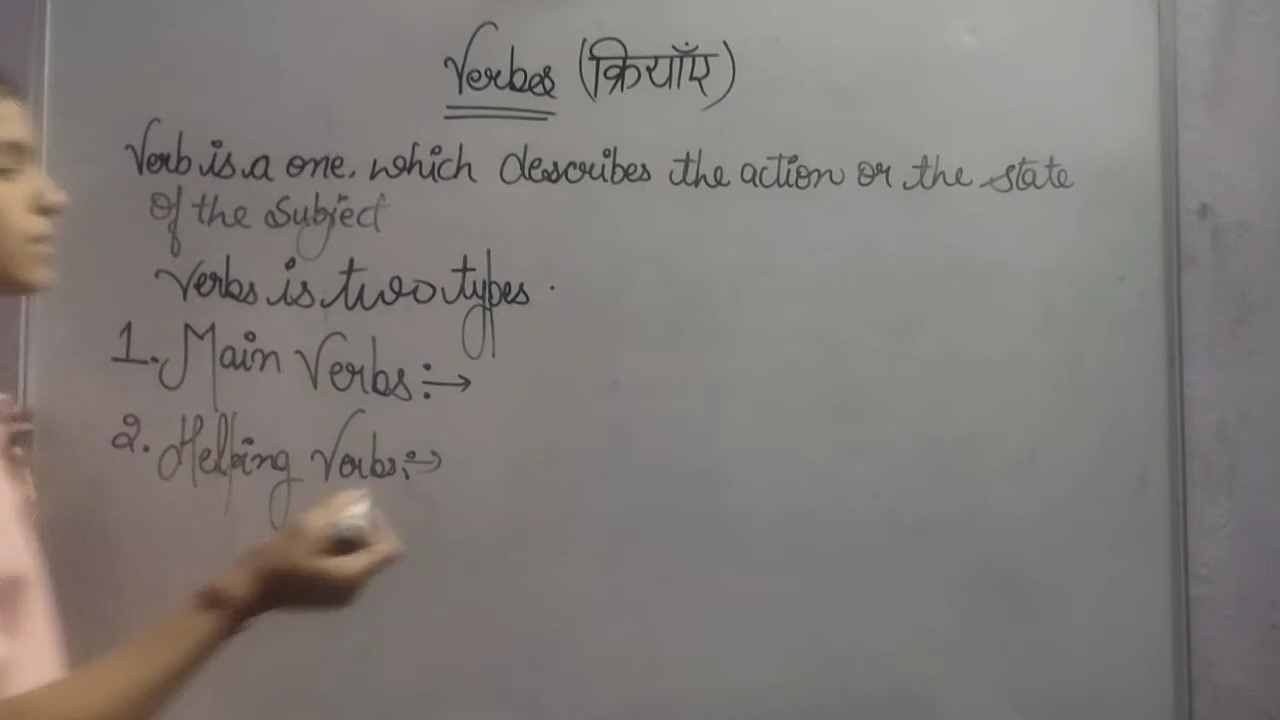 Verbes (क्रियाएँ)
Verb is a one. which describes the action or the state
of the subject
Verbs is two types.
1. Main Verbs:→
2. Helping Verbs:→